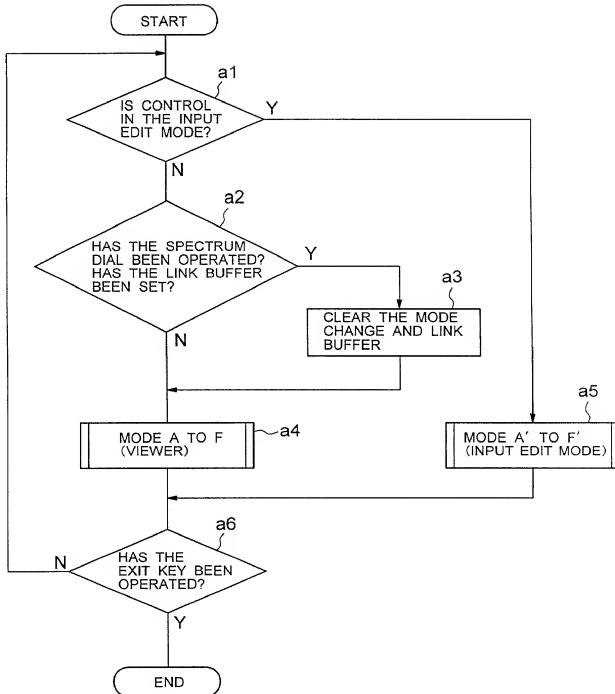 START
a1
IS CONTROL
IN THE INPUT
EDIT MODE?
Y
N
a2
HAS THE SPECTRUM
DIAL BEEN OPERATED?
HAS THE LINK BUFFER
BEEN SET?
Y
N
a3
CLEAR THE MODE
CHANGE AND LINK
BUFFER
MODE A TO F
(VIEWER)
a4
a5
MODE A′ TO F′
(INPUT EDIT MODE)
a6
HAS THE
EXIT KEY BEEN
OPERATED?
N
Y
END